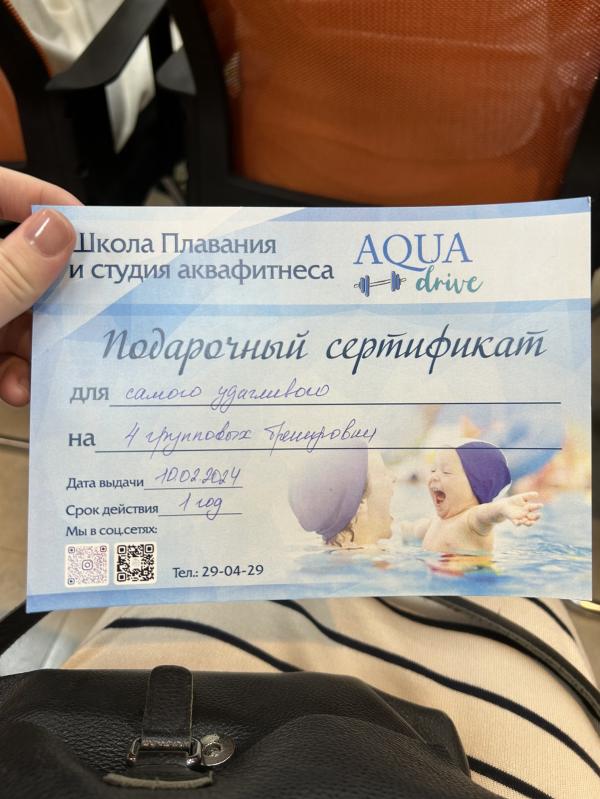 Школа Плавания
и студия аквафитнеса
AQUA
drive
Подарочный сертификат
для самого удачливого
на 4 групповых тренировки
Дата выдачи 10.02.2024
Срок действия 1 год
Мы в соц.сетях:
Тел.: 29-04-29